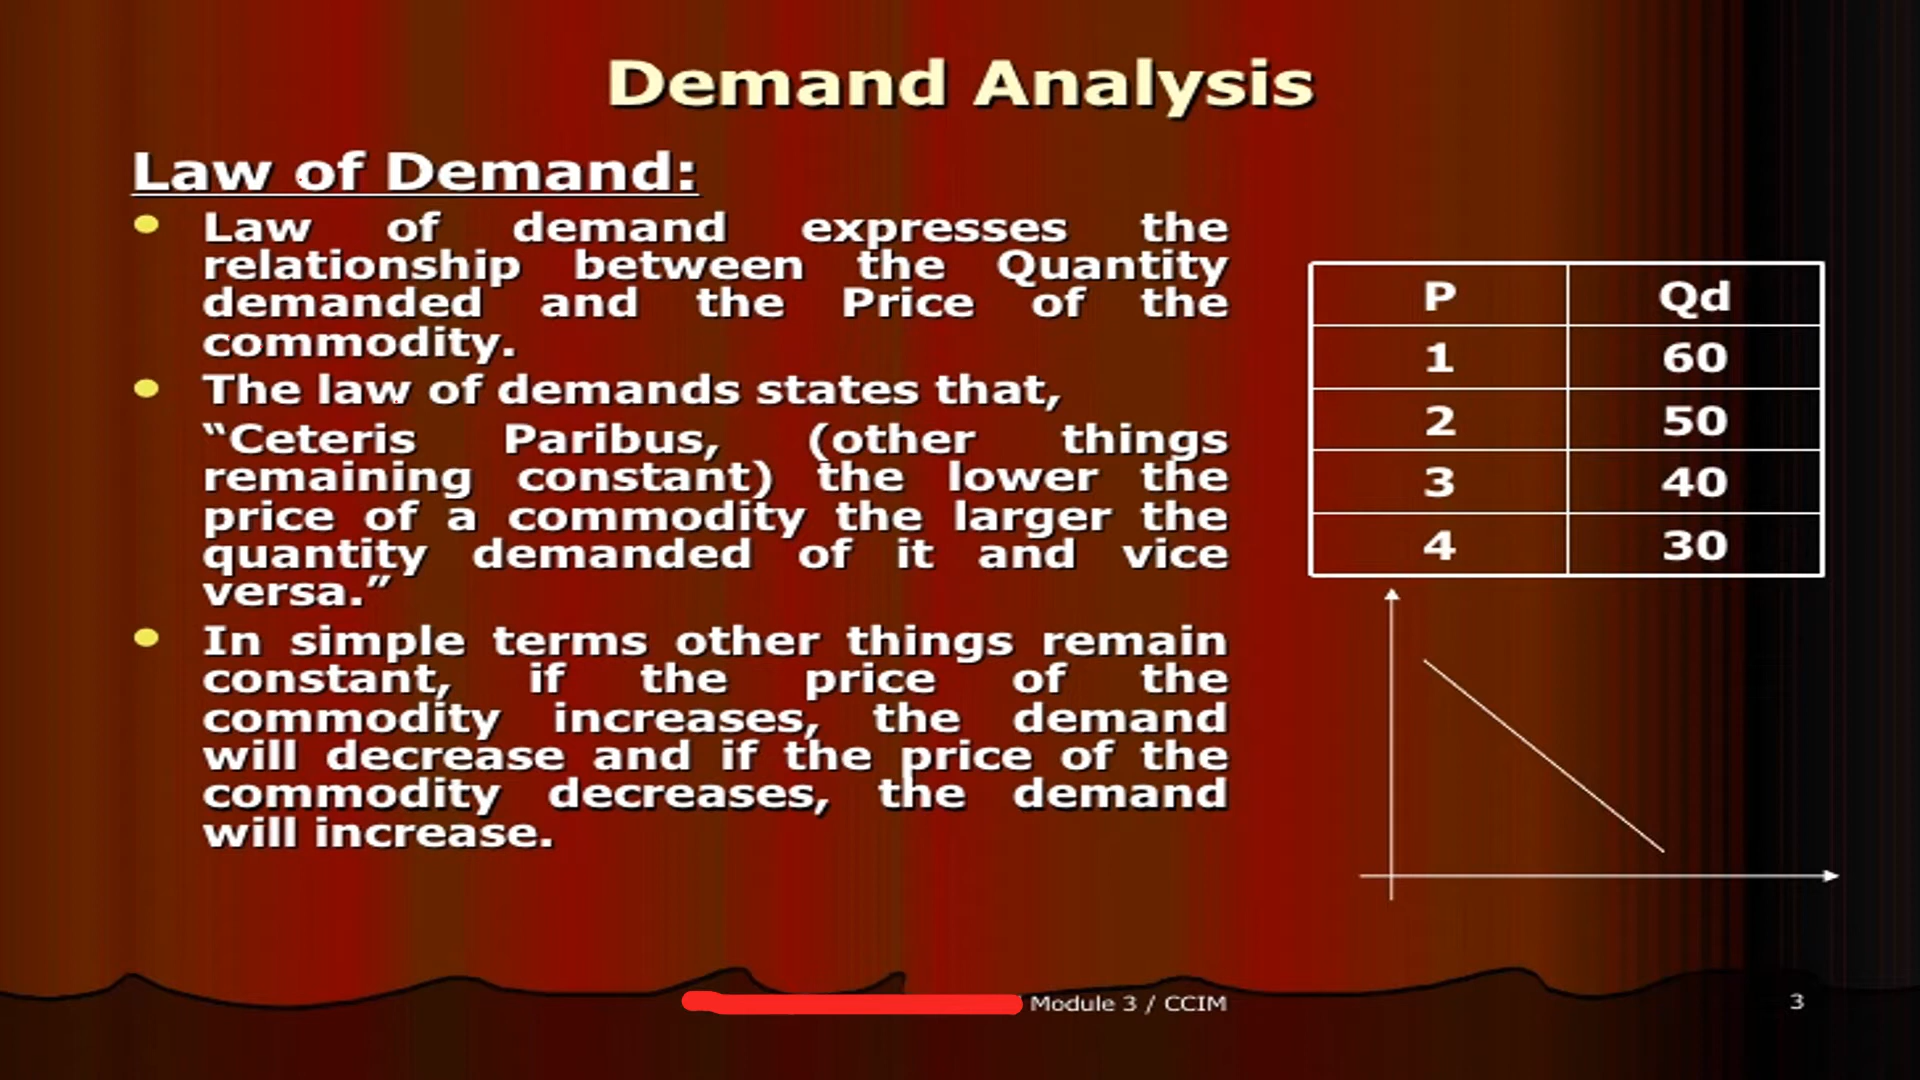 Demand Analysis
Law of Demand:
Law of demand expresses the
relationship between the Quantity
demanded and the Price of the
commodity.
The law of demands states that,
“Ceteris Paribus, (other things
remaining constant) the lower the
price of a commodity the larger the
quantity demanded of it and vice
versa.”
In simple terms other things remain
constant, if the price of the
commodity increases, the demand
will decrease and if the price of the
commodity decreases, the demand
will increase.
P Qd
1 60
2 50
3 40
4 30
Module 3 / CCIM
3